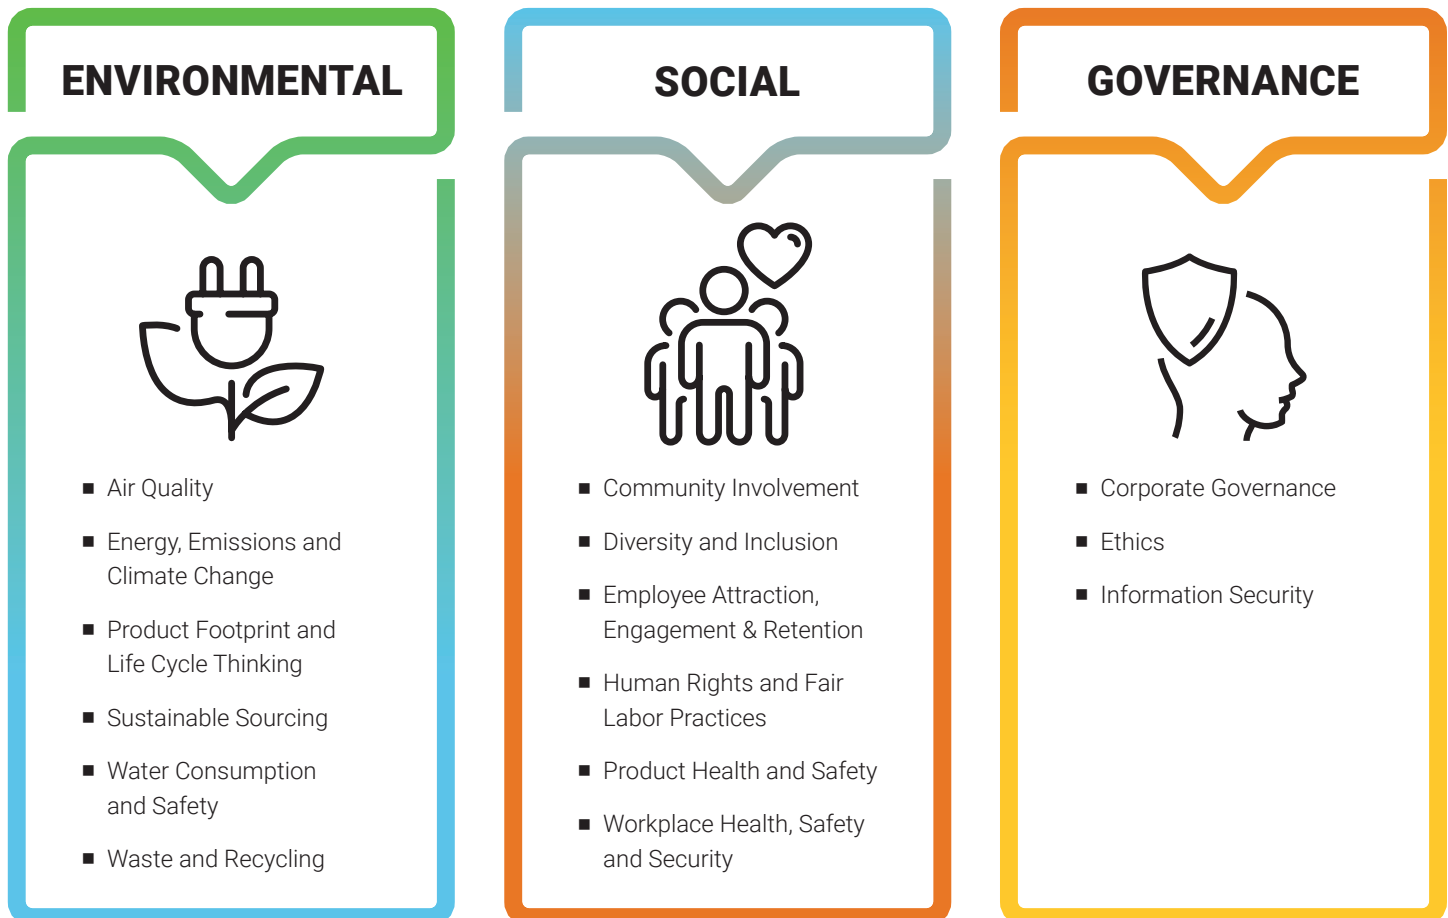 ENVIRONMENTAL
■ Air Quality
■ Energy, Emissions and
Climate Change
■ Product Footprint and
Life Cycle Thinking
■ Sustainable Sourcing
■ Water Consumption
and Safety
■ Waste and Recycling
SOCIAL
■ Community Involvement
■ Diversity and Inclusion
■ Employee Attraction,
Engagement & Retention
■ Human Rights and Fair
Labor Practices
■ Product Health and Safety
■ Workplace Health, Safety
and Security
GOVERNANCE
■ Corporate Governance
■ Ethics
■ Information Security